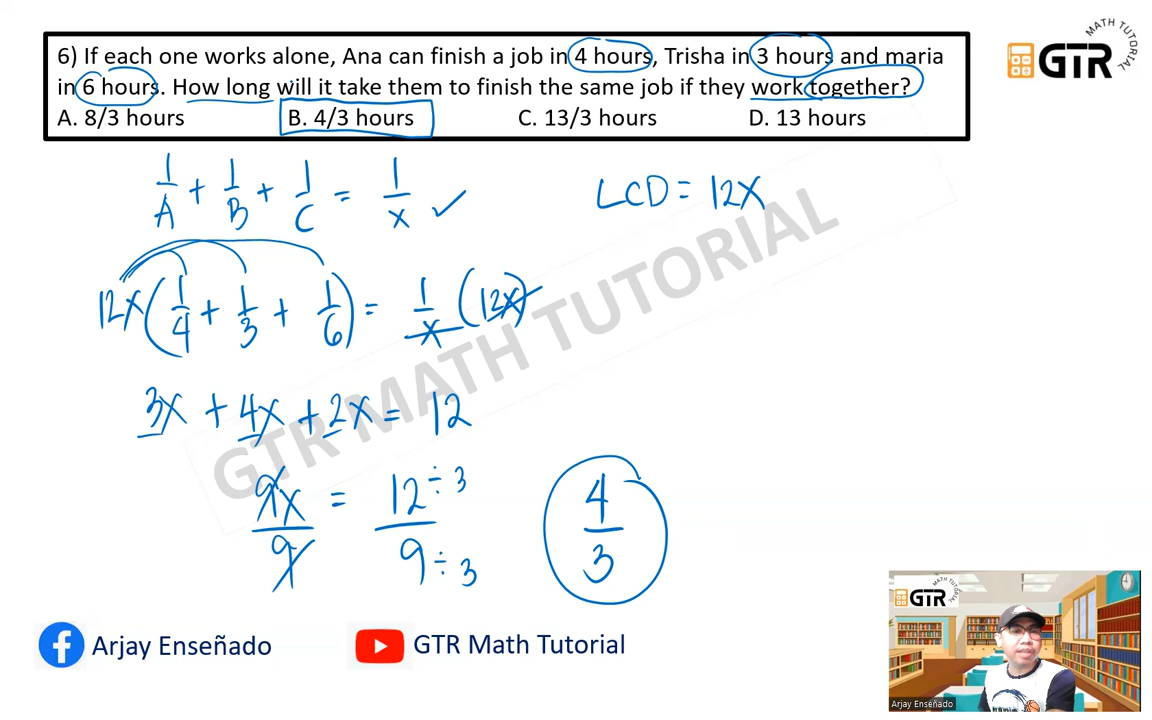 6) If each one works alone, Ana can finish a job in 4 hours, Trisha in 3 hours and maria
in 6 hours. How long will it take them to finish the same job if they work together?
A. 8/3 hours B. 4/3 hours C. 13/3 hours D. 13 hours
GTR MATH TUTORIAL
1/A + 1/B + 1/C = 1/x ✓
LCD = 12x
12x(1/4 + 1/3 + 1/6) = 1/x (12x)
3x + 4x + 2x = 12
9x/9 = 12÷3/9÷3
4/3
GTR MATH TUTORIAL
Arjay Enseñado
GTR Math Tutorial
GTR MATH TUTORIAL
Arjay Enseñado